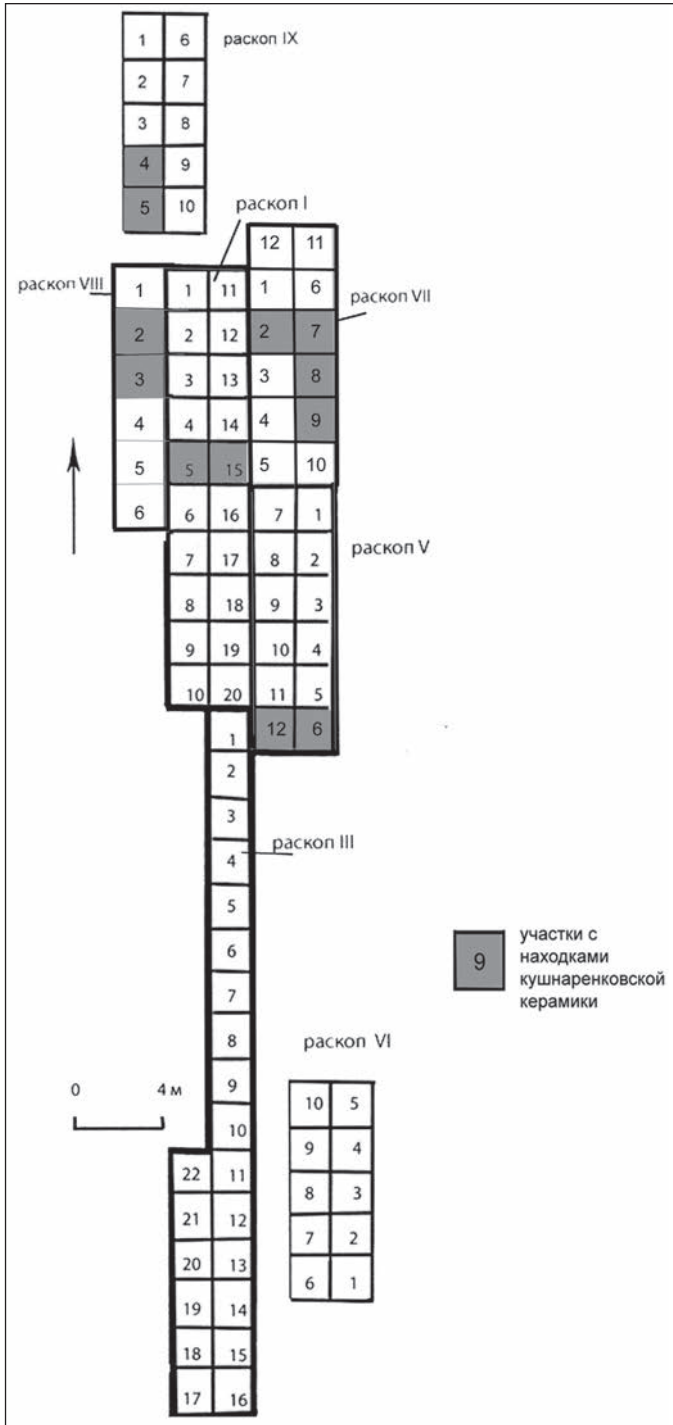 1 6 раскоп IX
2 7
3 8
4 9
5 10
раскоп I
12 11
раскоп VIII
1 1 11 1 6
раскоп VII
2 2 12 2 7
3 3 13 3 8
4 4 14 4 9
5 5 15 5 10
6 6 16 7 1
раскоп V
7 17 8 2
8 18 9 3
9 19 10 4
10 20 11 5
1 12 6
2
3
4 раскоп III
5
6
7
8
9
10
11
12
13
14
15
16
22
21
20
19
18
17
9
участки с
находками
кушнаренковской
керамики
раскоп VI
0 4 м
10 5
9 4
8 3
7 2
6 1